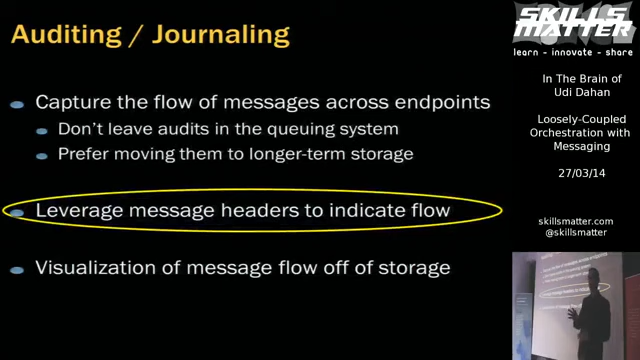 Auditing / Journaling
Capture the flow of messages across endpoints
Don't leave audits in the queuing system
Prefer moving them to longer-term storage
Leverage message headers to indicate flow
Visualization of message flow off of storage
SKILLS
MATTER
learn - innovate - share
In The Brain of
Udi Dahan
Loosely-Coupled
Orchestration with
Messaging
27/03/14
skillsmatter.com
@skillsmatter